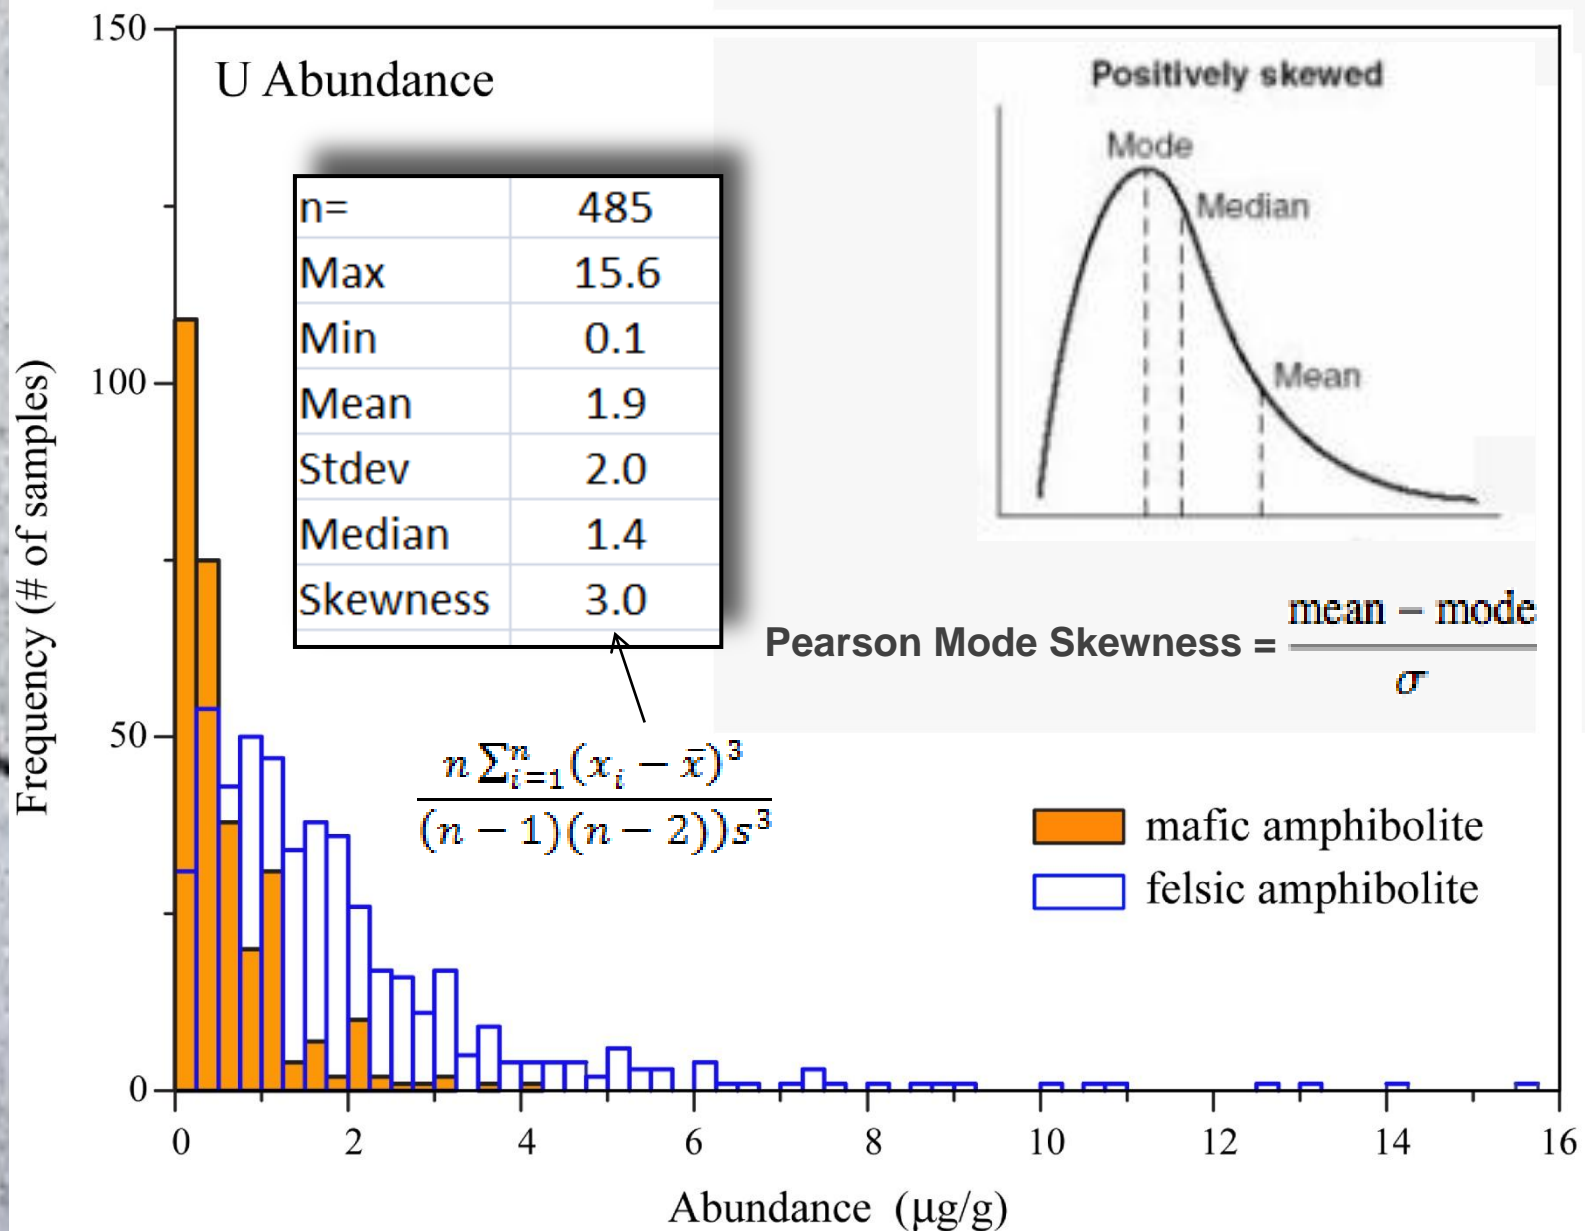 150
100
50
0
Frequency (# of samples)
U Abundance
n= 485
Max 15.6
Min 0.1
Mean 1.9
Stdev 2.0
Median 1.4
Skewness 3.0
n ∑ⁿᵢ₌₁(xᵢ − x̄)³
(n − 1)(n − 2))s³
Positively skewed
Mode
Median
Mean
Pearson Mode Skewness = mean − mode
σ
mafic amphibolite
felsic amphibolite
0 2 4 6 8 10 12 14 16
Abundance (µg/g)